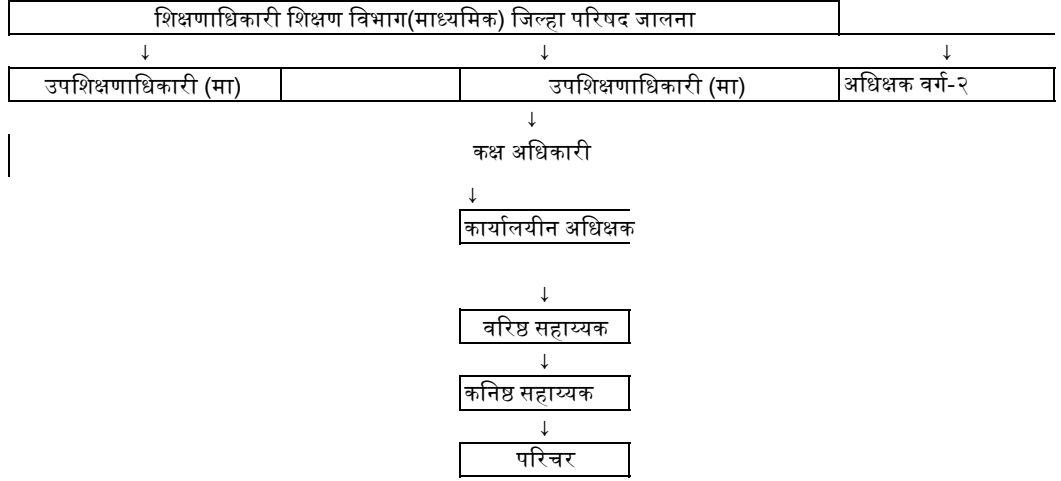 शिक्षणाधिकारी शिक्षण विभाग(माध्यमिक) जिल्हा परिषद जालना
↓ ↓ ↓
उपशिक्षणाधिकारी (मा) उपशिक्षणाधिकारी (मा) अधिक्षक वर्ग-२
↓
कक्ष अधिकारी
↓
कार्यालयीन अधिक्षक
↓
वरिष्ठ सहाय्यक
↓
कनिष्ठ सहाय्यक
↓
परिचर